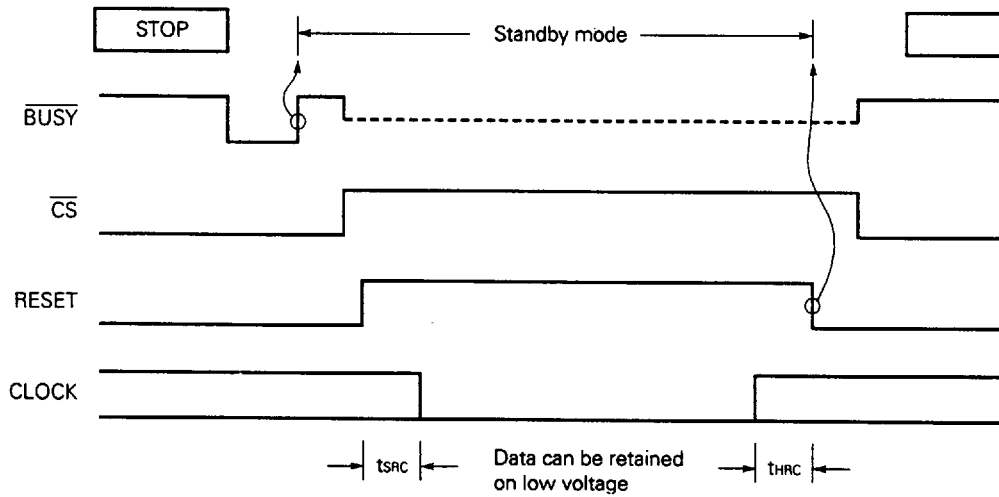 STOP
Standby mode
BUSY
CS
RESET
CLOCK
tSRC
Data can be retained
on low voltage
tHRC